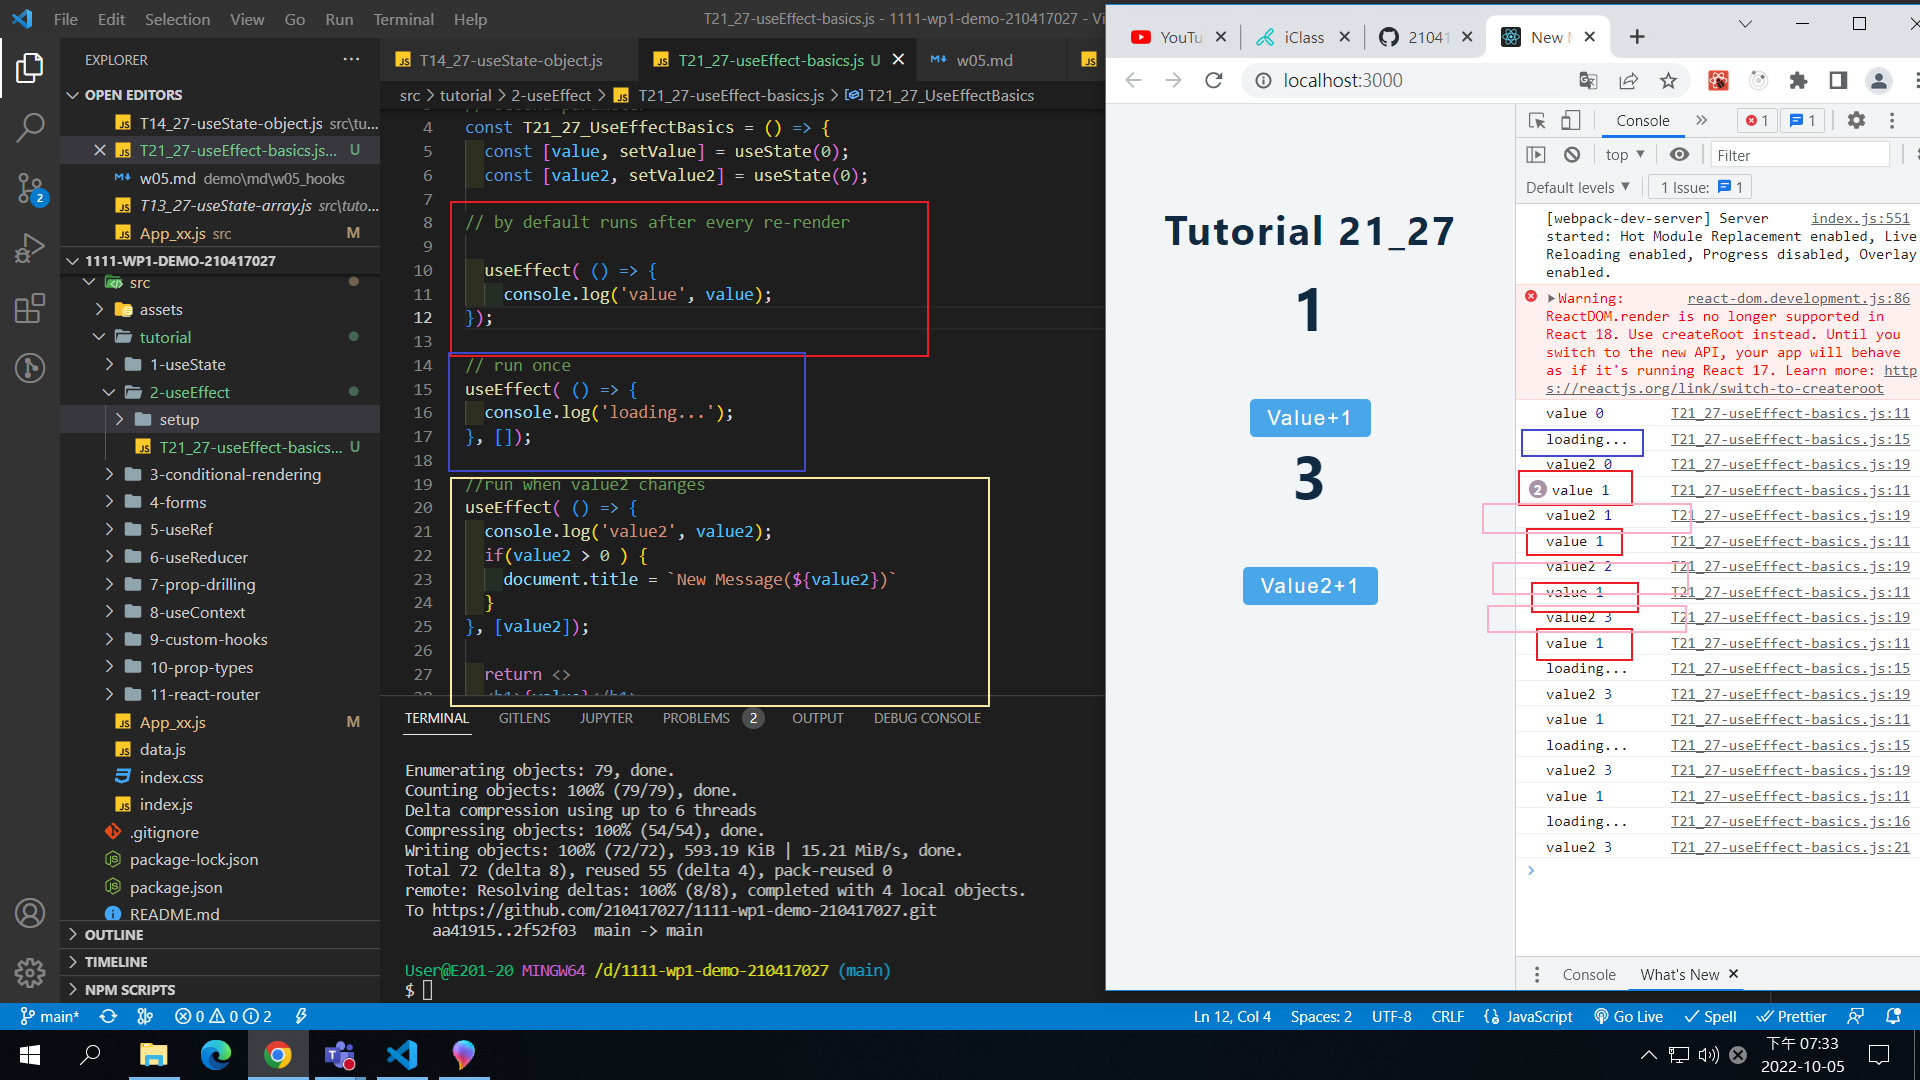 File Edit Selection View Go Run Terminal Help
T21_27-useEffect-basics.js - 1111-wp1-demo-210417027 - Vi
EXPLORER
OPEN EDITORS
T14_27-useState-object.js src\tu...
T21_27-useEffect-basics.js... U
w05.md demo\md\w05_hooks
T13_27-useState-array.js src\tuto...
App_xx.js src M
1111-WP1-DEMO-210417027
src
assets
tutorial
1-useState
2-useEffect
setup
T21_27-useEffect-basics... U
3-conditional-rendering
4-forms
5-useRef
6-useReducer
7-prop-drilling
8-useContext
9-custom-hooks
10-prop-types
11-react-router
App_xx.js M
data.js
index.css
index.js
.gitignore
package-lock.json
package.json
README.md
OUTLINE
TIMELINE
NPM SCRIPTS
2
T14_27-useState-object.js
T21_27-useEffect-basics.js U
w05.md
src > tutorial > 2-useEffect > T21_27-useEffect-basics.js > T21_27_UseEffectBasics
4 const T21_27_UseEffectBasics = () => {
5 const [value, setValue] = useState(0);
6 const [value2, setValue2] = useState(0);
7
8 // by default runs after every re-render
9
10 useEffect( () => {
11 console.log('value', value);
12 });
13
14 // run once
15 useEffect( () => {
16 console.log('loading...');
17 }, []);
18
19 //run when value2 changes
20 useEffect( () => {
21 console.log('value2', value2);
22 if(value2 > 0 ) {
23 document.title = `New Message(${value2})`
24 }
25 }, [value2]);
26
27 return <>
TERMINAL GITLENS JUPYTER PROBLEMS 2 OUTPUT DEBUG CONSOLE
Enumerating objects: 79, done.
Counting objects: 100% (79/79), done.
Delta compression using up to 6 threads
Compressing objects: 100% (54/54), done.
Writing objects: 100% (72/72), 593.19 KiB | 15.21 MiB/s, done.
Total 72 (delta 8), reused 55 (delta 4), pack-reused 0
remote: Resolving deltas: 100% (8/8), completed with 4 local objects.
To https://github.com/210417027/1111-wp1-demo-210417027.git
aa41915..2f52f03 main -> main
User@E201-20 MINGW64 /d/1111-wp1-demo-210417027 (main)
$
YouTu
iClass
21041
New M
localhost:3000
Tutorial 21_27
1
Value+1
3
Value2+1
Console 1 1
top Filter
Default levels 1 Issue: 1
[webpack-dev-server] Server index.js:551
started: Hot Module Replacement enabled, Live
Reloading enabled, Progress disabled, Overlay
enabled.
Warning: react-dom.development.js:86
ReactDOM.render is no longer supported in
React 18. Use createRoot instead. Until you
switch to the new API, your app will behave
as if it's running React 17. Learn more: http
s://reactjs.org/link/switch-to-createroot
value 0 T21_27-useEffect-basics.js:11
loading... T21_27-useEffect-basics.js:15
value2 0 T21_27-useEffect-basics.js:19
2 value 1 T21_27-useEffect-basics.js:11
value2 1 T21_27-useEffect-basics.js:19
value 1 T21_27-useEffect-basics.js:11
value2 2 T21_27-useEffect-basics.js:19
value 1 T21_27-useEffect-basics.js:11
value2 3 T21_27-useEffect-basics.js:19
value 1 T21_27-useEffect-basics.js:11
loading... T21_27-useEffect-basics.js:15
value2 3 T21_27-useEffect-basics.js:19
value 1 T21_27-useEffect-basics.js:11
loading... T21_27-useEffect-basics.js:15
value2 3 T21_27-useEffect-basics.js:19
value 1 T21_27-useEffect-basics.js:11
loading... T21_27-useEffect-basics.js:16
value2 3 T21_27-useEffect-basics.js:21
Console What's New
main* 0 0 2
Ln 12, Col 4 Spaces: 2 UTF-8 CRLF JavaScript Go Live Spell Prettier
下午 07:33
2022-10-05